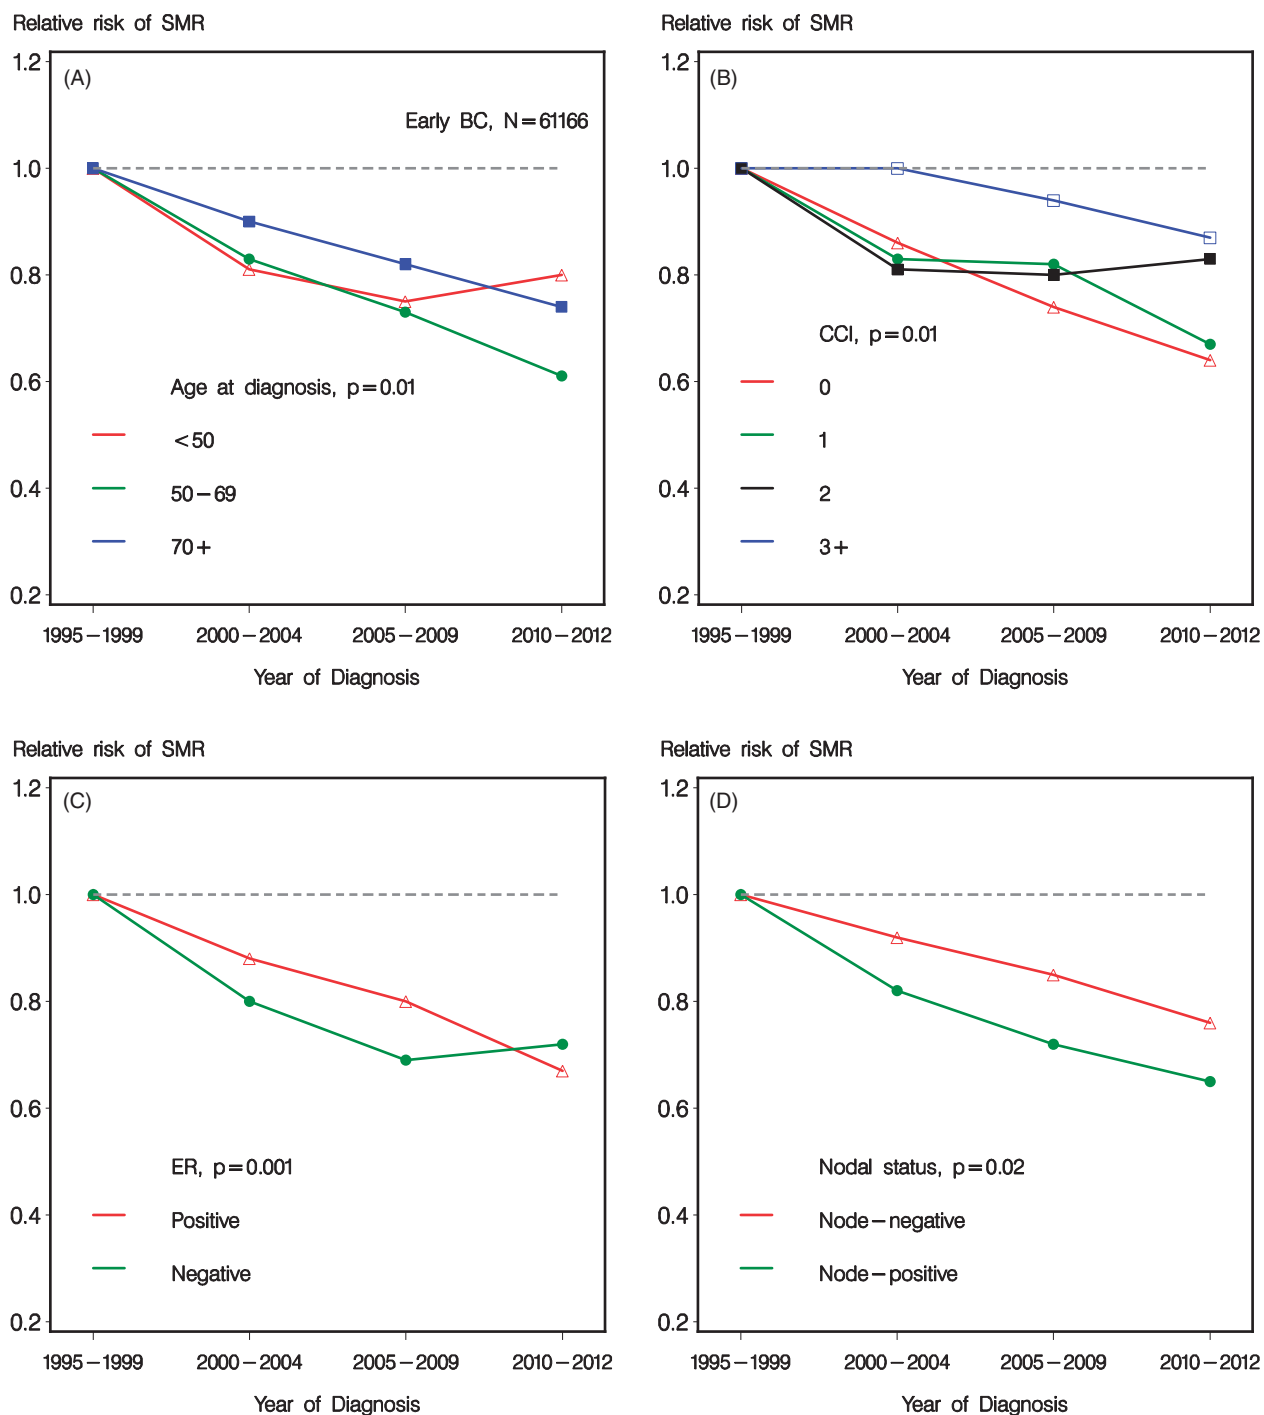 Relative risk of SMR
(A)
Early BC, N=61166
1.2
1.0
0.8
0.6
0.4
0.2
Age at diagnosis, p=0.01
<50
50−69
70+
1995−1999 2000−2004 2005−2009 2010−2012
Year of Diagnosis
Relative risk of SMR
(B)
1.2
1.0
0.8
0.6
0.4
0.2
CCI, p=0.01
0
1
2
3+
1995−1999 2000−2004 2005−2009 2010−2012
Year of Diagnosis
Relative risk of SMR
(C)
1.2
1.0
0.8
0.6
0.4
0.2
ER, p=0.001
Positive
Negative
1995−1999 2000−2004 2005−2009 2010−2012
Year of Diagnosis
Relative risk of SMR
(D)
1.2
1.0
0.8
0.6
0.4
0.2
Nodal status, p=0.02
Node−negative
Node−positive
1995−1999 2000−2004 2005−2009 2010−2012
Year of Diagnosis